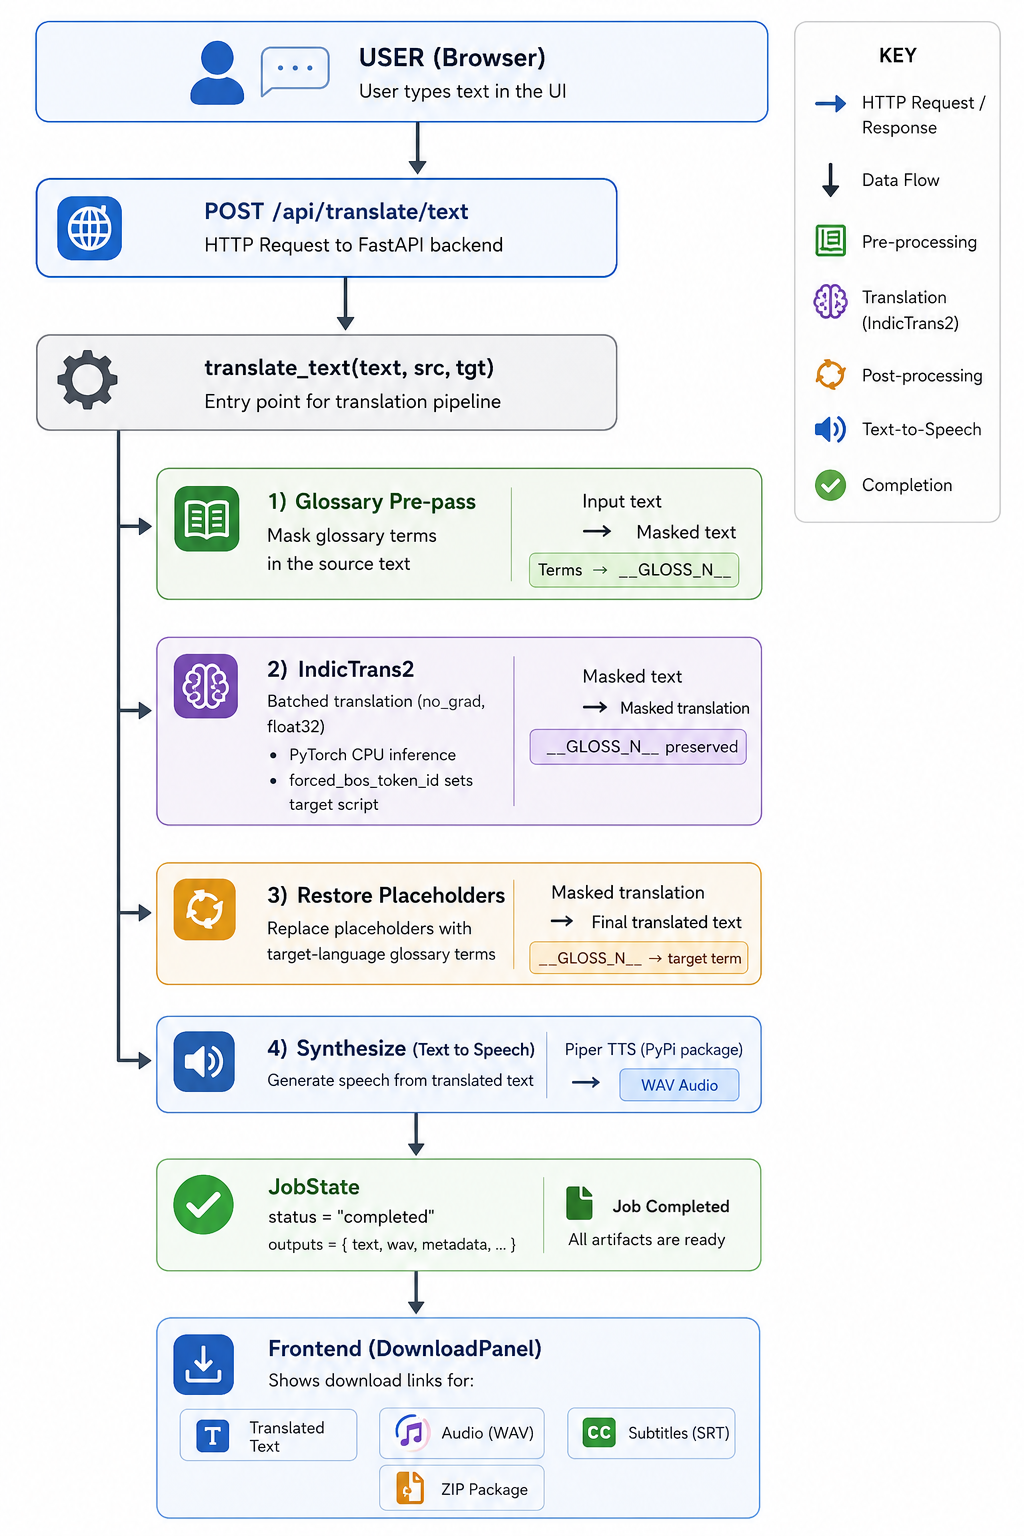 USER (Browser)
User types text in the UI
KEY
HTTP Request /
Response
Data Flow
Pre-processing
Translation
(IndicTrans2)
Post-processing
Text-to-Speech
Completion
POST /api/translate/text
HTTP Request to FastAPI backend
translate_text(text, src, tgt)
Entry point for translation pipeline
1) Glossary Pre-pass
Mask glossary terms
in the source text
Input text
→ Masked text
Terms → __GLOSS_N__
2) IndicTrans2
Batched translation (no_grad,
float32)
• PyTorch CPU inference
• forced_bos_token_id sets
target script
Masked text
→ Masked translation
__GLOSS_N__ preserved
3) Restore Placeholders
Replace placeholders with
target-language glossary terms
Masked translation
→ Final translated text
__GLOSS_N__ → target term
4) Synthesize (Text to Speech)
Generate speech from translated text
Piper TTS (PyPi package)
→ WAV Audio
JobState
status = "completed"
outputs = { text, wav, metadata, ... }
Job Completed
All artifacts are ready
Frontend (DownloadPanel)
Shows download links for:
T
Translated
Text
Audio (WAV)
CC
Subtitles (SRT)
ZIP Package